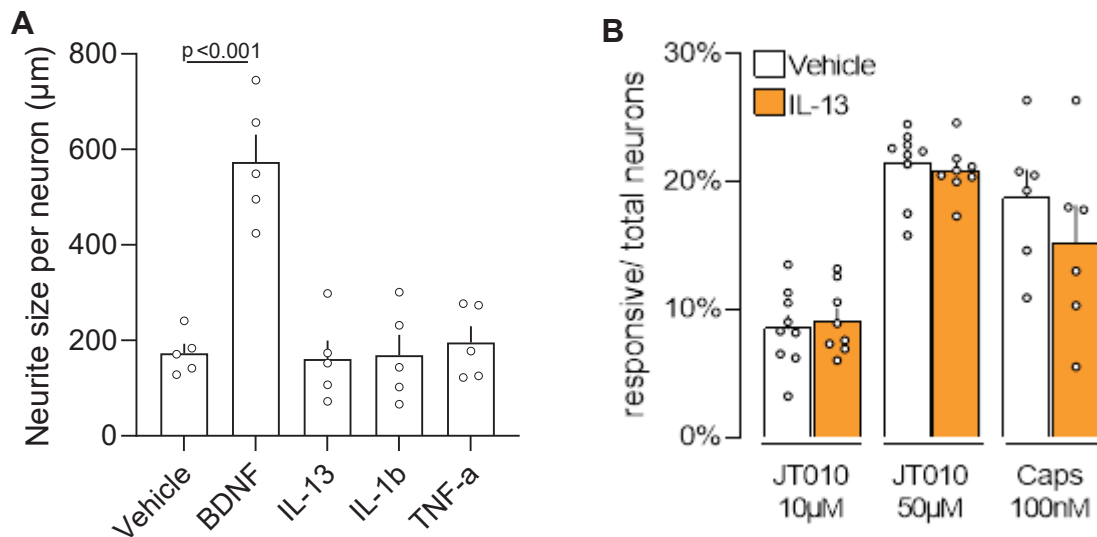 A
Neurite size per neuron (µm)
800
600
400
200
0
p <0.001
Vehicle
BDNF
IL-13
IL-1b
TNF-a
B
responsive/ total neurons
30%
20%
10%
0%
Vehicle
IL-13
JT010
10µM
JT010
50µM
Caps
100nM